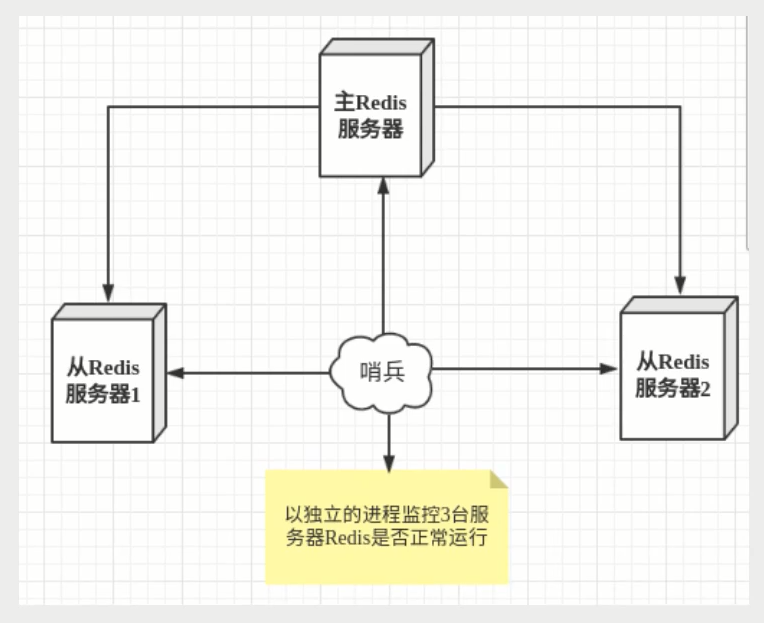 主Redis
服务器
从Redis
服务器1
哨兵
从Redis
服务器2
以独立的进程监控3台服
务器Redis是否正常运行